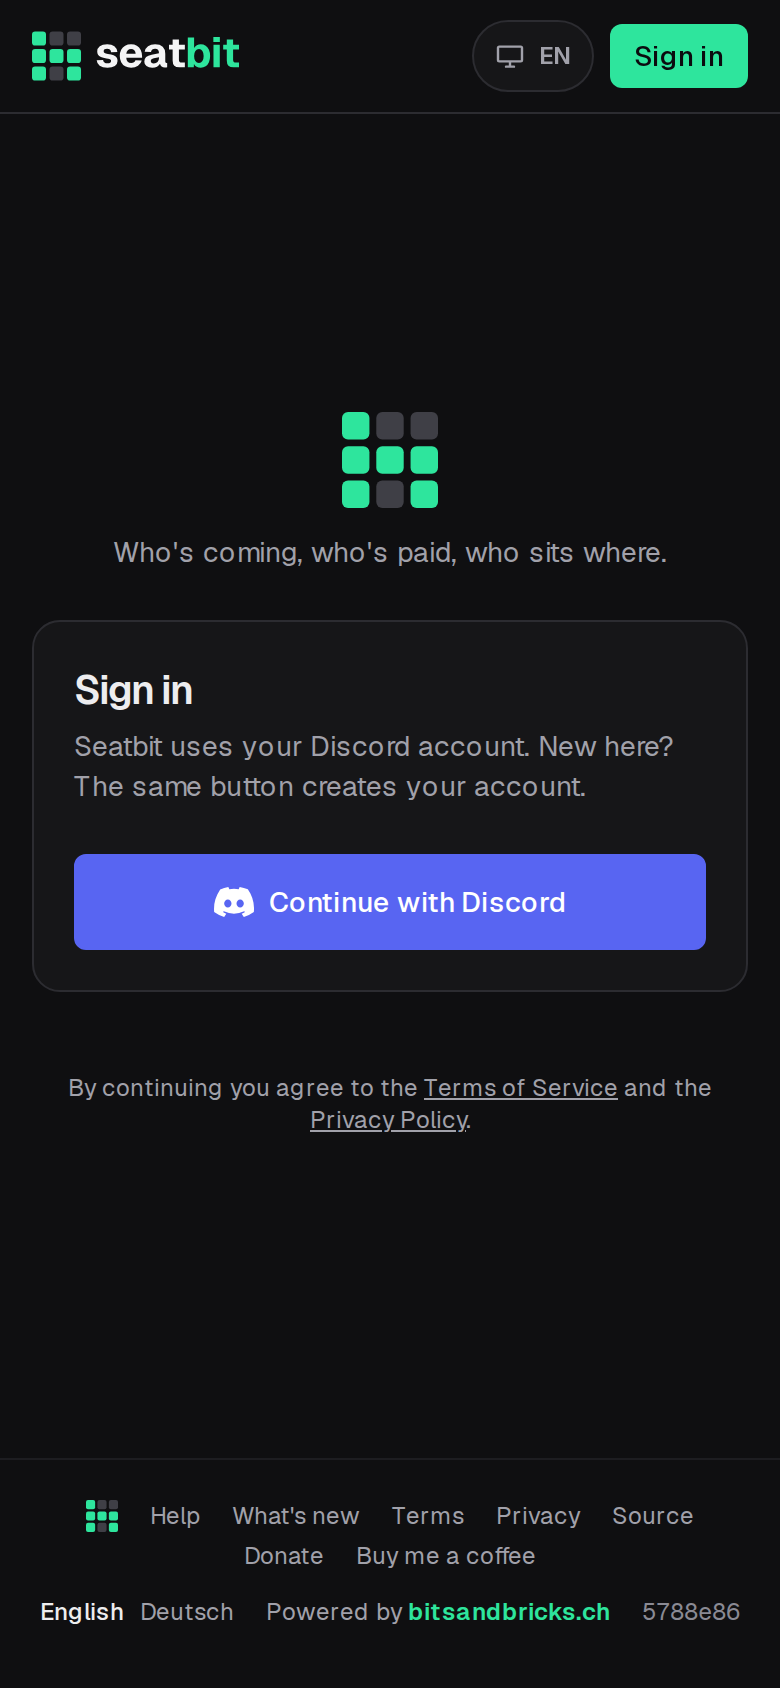 seatbit
EN
Sign in
Who's coming, who's paid, who sits where.
Sign in
Seatbit uses your Discord account. New here?
The same button creates your account.
Continue with Discord
By continuing you agree to the Terms of Service and the
Privacy Policy.
Help What's new Terms Privacy Source
Donate Buy me a coffee
English Deutsch Powered by bitsandbricks.ch 5788e86